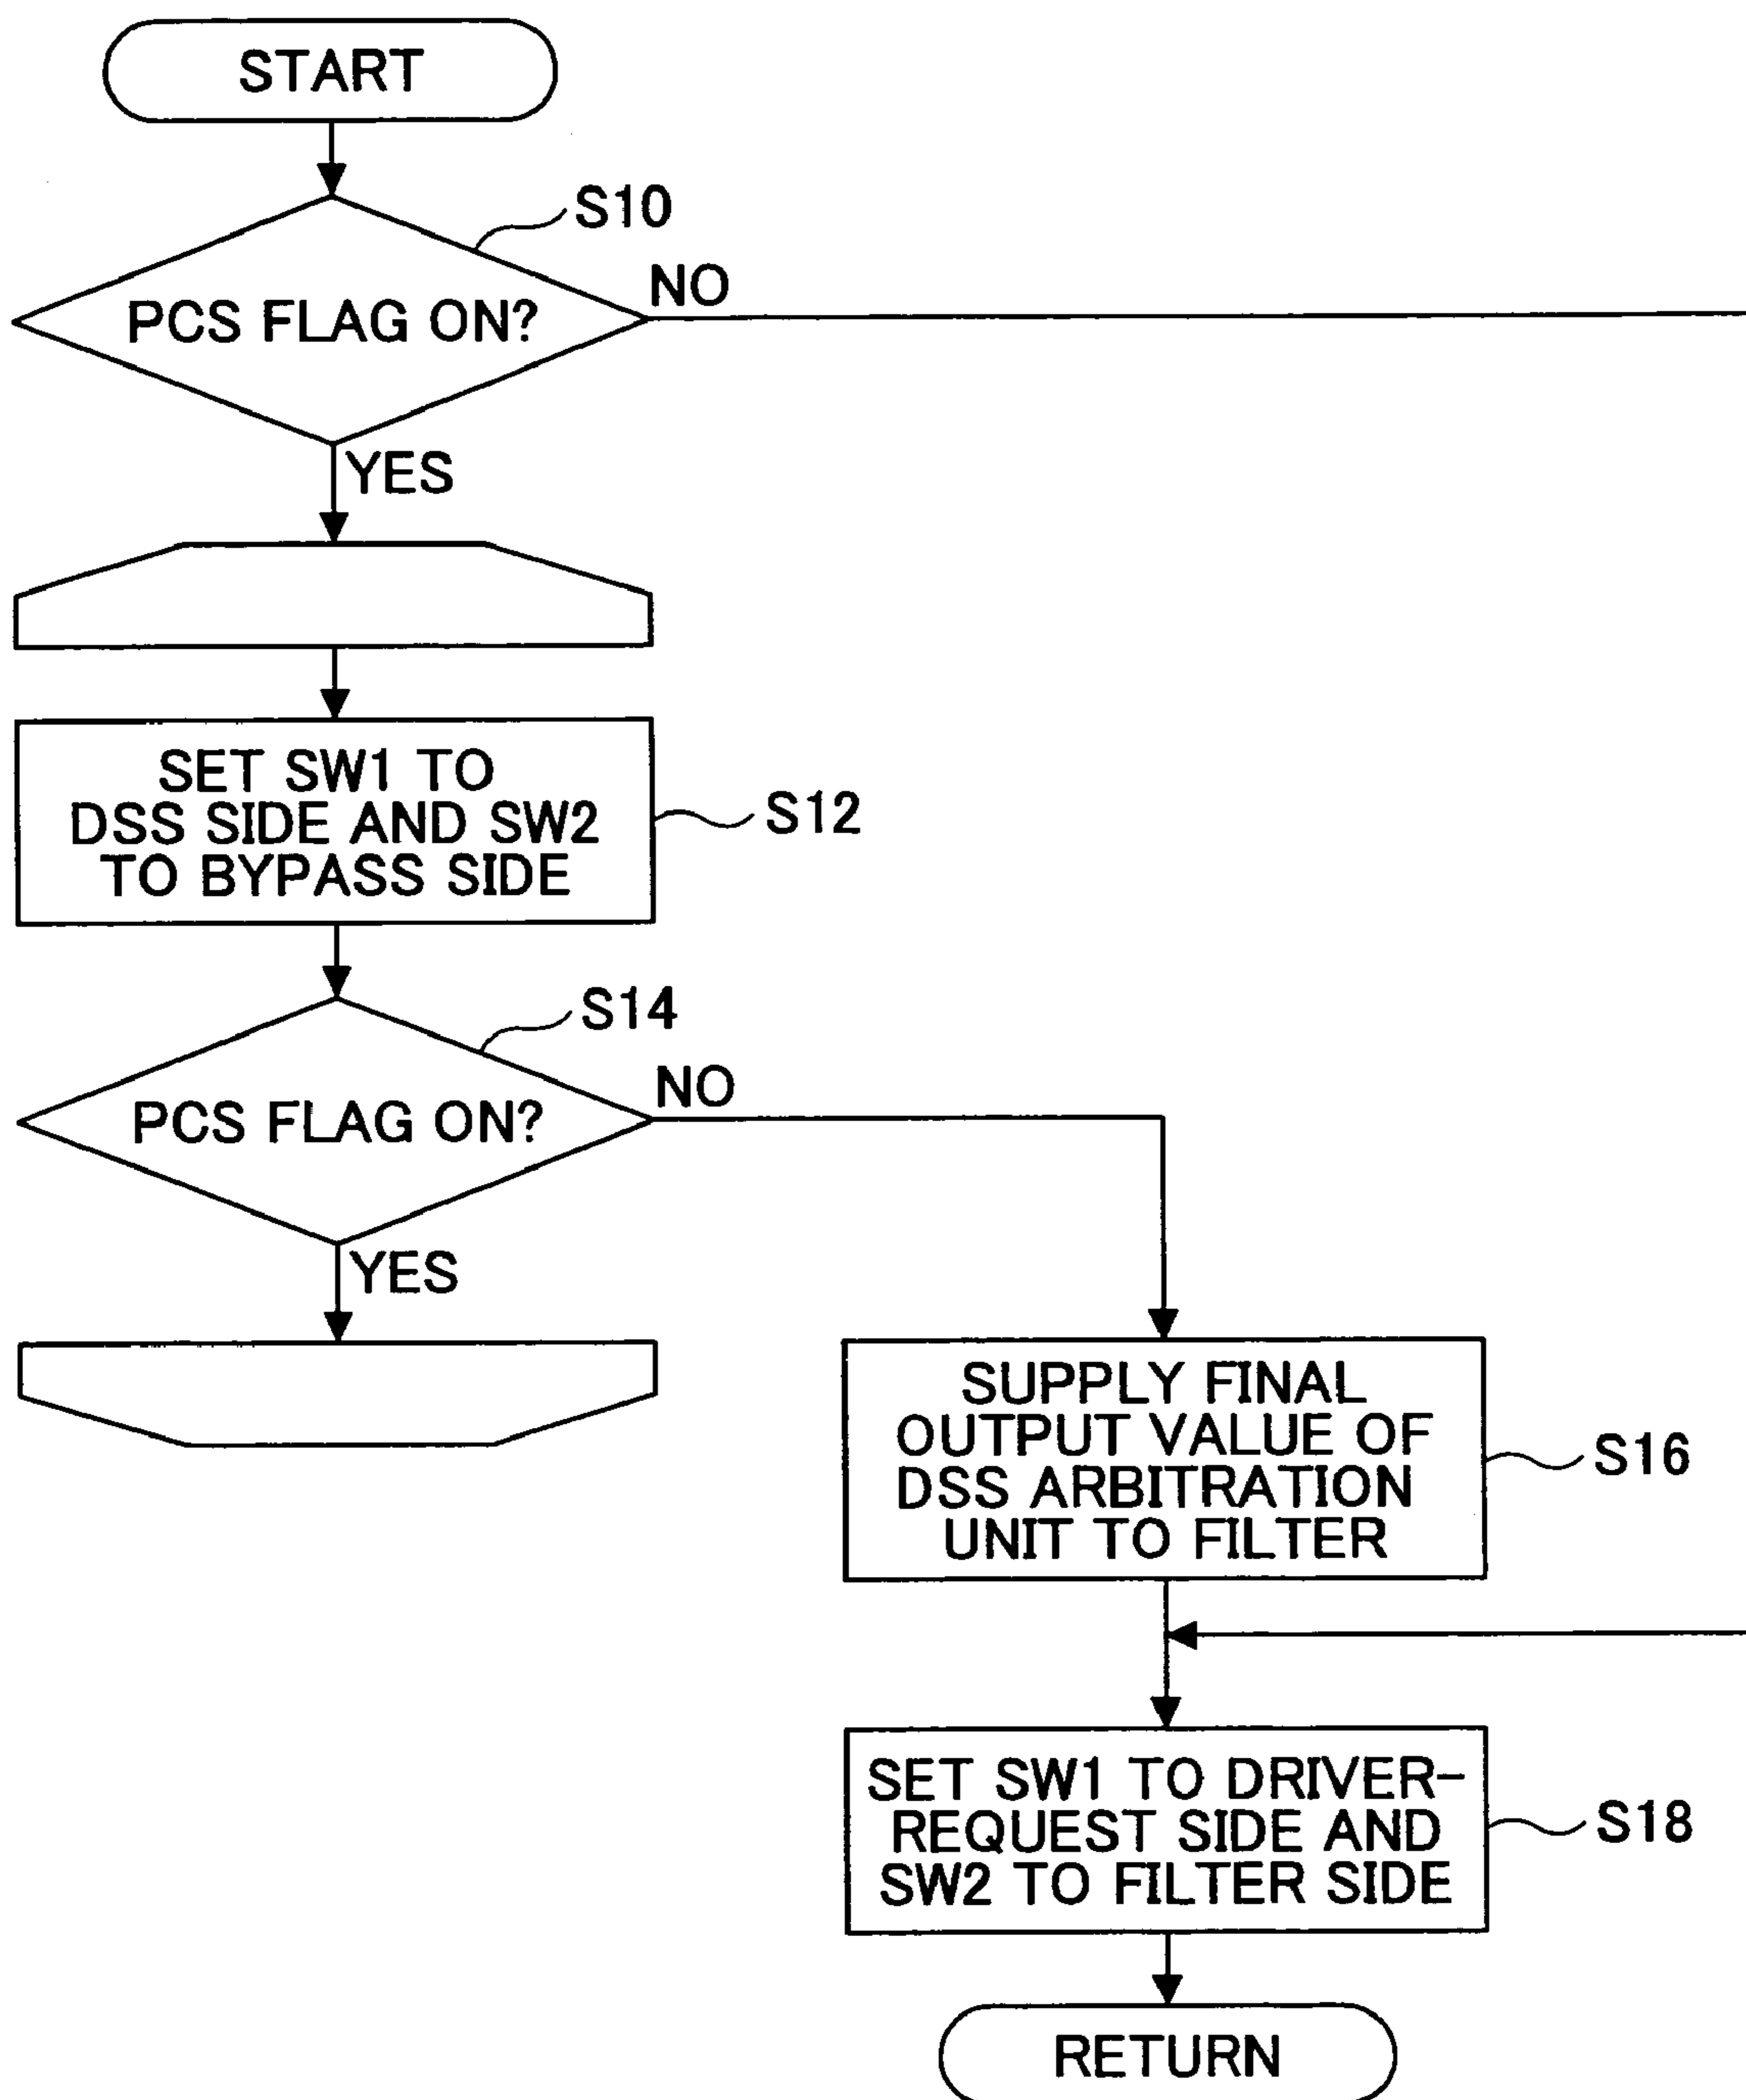 START
S10
PCS FLAG ON?
NO
YES
SET SW1 TO
DSS SIDE AND SW2
TO BYPASS SIDE
S12
S14
PCS FLAG ON?
NO
YES
SUPPLY FINAL
OUTPUT VALUE OF
DSS ARBITRATION
UNIT TO FILTER
S16
SET SW1 TO DRIVER-
REQUEST SIDE AND
SW2 TO FILTER SIDE
S18
RETURN